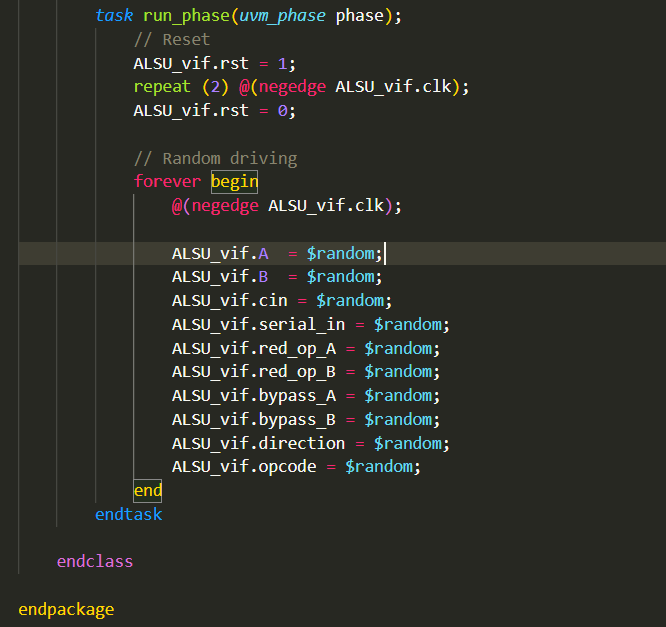 task run_phase(uvm_phase phase);
// Reset
ALSU_vif.rst = 1;
repeat (2) @(negedge ALSU_vif.clk);
ALSU_vif.rst = 0;
// Random driving
forever begin
@(negedge ALSU_vif.clk);
ALSU_vif.A  = $random;
ALSU_vif.B  = $random;
ALSU_vif.cin = $random;
ALSU_vif.serial_in = $random;
ALSU_vif.red_op_A = $random;
ALSU_vif.red_op_B = $random;
ALSU_vif.bypass_A = $random;
ALSU_vif.bypass_B = $random;
ALSU_vif.direction = $random;
ALSU_vif.opcode = $random;
end
endtask
endclass
endpackage